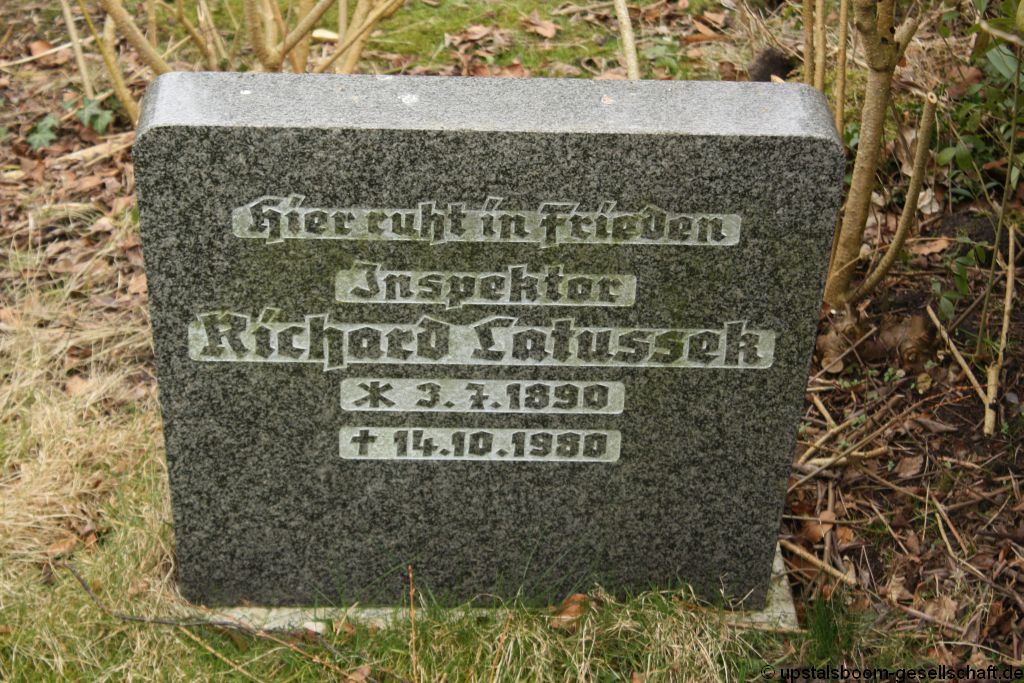 Hier ruht in Frieden
Inspektor
Richard Latussek
* 3.7.1890
† 14.10.1980
© upstalsboom-gesellschaft.de